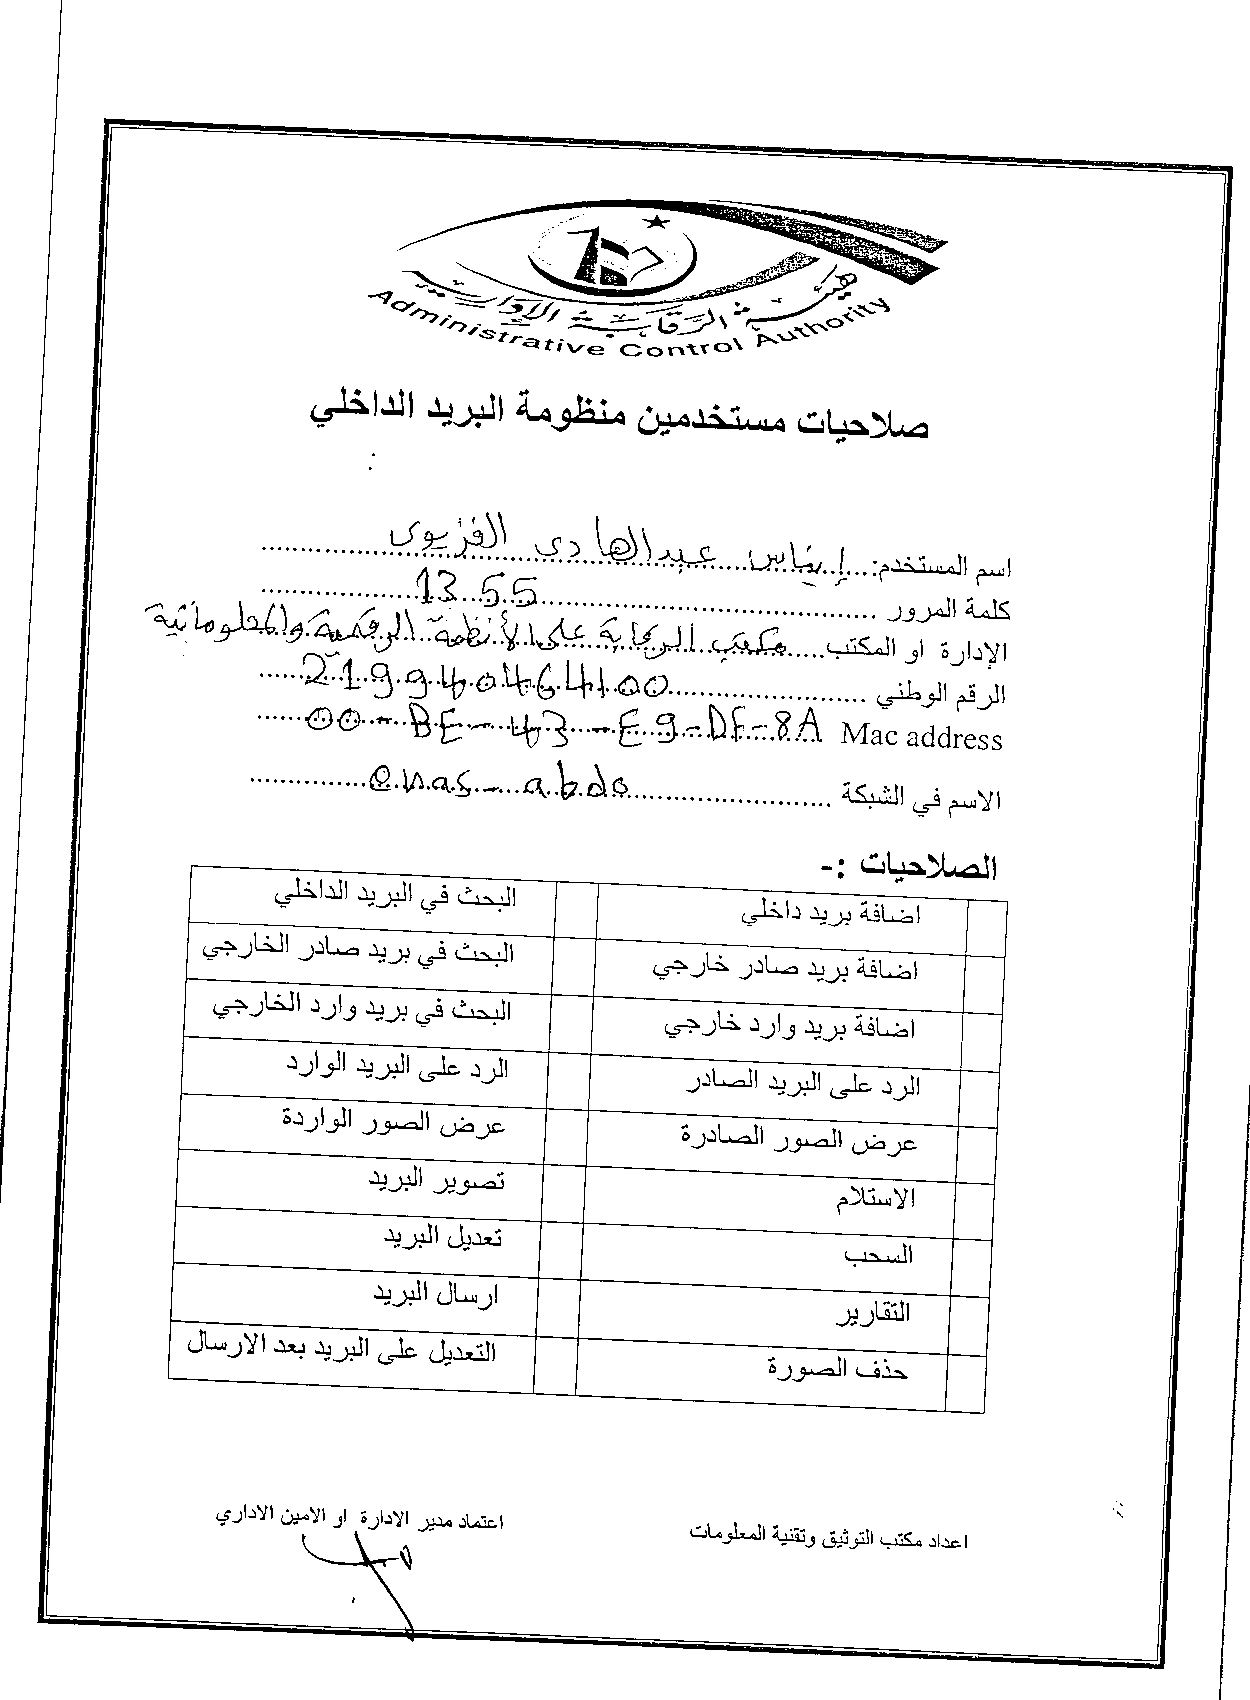 هيئة الرقابة الإدارية
Administrative Control Authority
صلاحيات مستخدمين منظومة البريد الداخلي
اسم المستخدم: إيناس عبدالهادي الفزيوى
كلمة المرور 1355
الإدارة او المكتب مكتب الرقابة على الأنظمة الرقمية والمعلوماتية
الرقم الوطني 219940464100
Mac address 00-BE-43-E9-DF-8A
الاسم في الشبكة enas-abdo
الصلاحيات :-
اضافة بريد داخلي البحث في البريد الداخلي
اضافة بريد صادر خارجي البحث في بريد صادر الخارجي
اضافة بريد وارد خارجي البحث في بريد وارد الخارجي
الرد على البريد الصادر الرد على البريد الوارد
عرض الصور الصادرة عرض الصور الواردة
الاستلام تصوير البريد
السحب تعديل البريد
التقارير ارسال البريد
حذف الصورة التعديل على البريد بعد الارسال
اعداد مكتب التوثيق وتقنية المعلومات اعتماد مدير الادارة او الامين الاداري